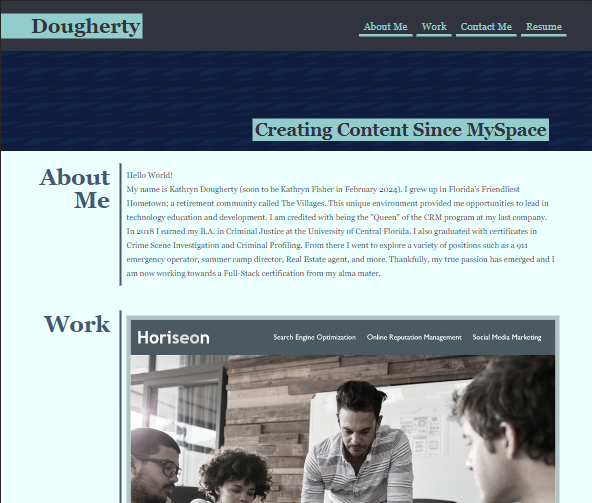 Dougherty
About Me Work Contact Me Resume
Creating Content Since MySpace
About
Me
Hello World!
My name is Kathryn Dougherty (soon to be Kathryn Fisher in February 2024). I grew up in Florida's Friendliest
Hometown; a retirement community called The Villages. This unique environment provided me opportunities to lead in
technology education and development. I am credited with being the "Queen" of the CRM program at my last company.
In 2018 I earned my B.A. in Criminal Justice at the University of Central Florida. I also graduated with certificates in
Crime Scene Investigation and Criminal Profiling. From there I went to explore a variety of positions such as a 911
emergency operator, summer camp director, Real Estate agent, and more. Thankfully, my true passion has emerged and I
am now working towards a Full-Stack certification from my alma mater.
Work
Horiseon
Search Engine Optimization Online Reputation Management Social Media Marketing